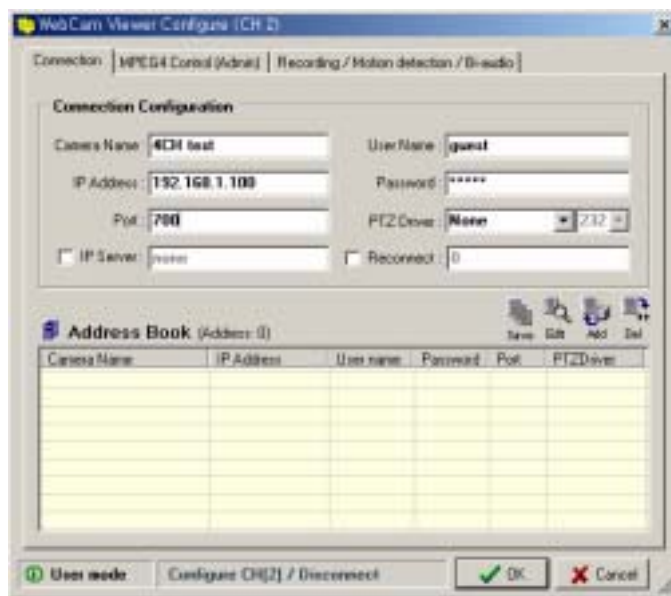 WebCam Viewer Configure (CH 2)
Connection MPEG4 Control (Admin) Recording / Motion detection / Bi-audio
Connection Configuration
Camera Name : 4CH test User Name : guest
IP Address : 192.168.1.100 Password : *****
Port : 700 PTZ Driver : None 232
IP Server : none Reconnect : 0
Address Book (Address: 0) Save Edit Add Del
Camera Name IP Address User name Password Port PTZDriver
User mode Configure CH[2] / Disconnect OK Cancel